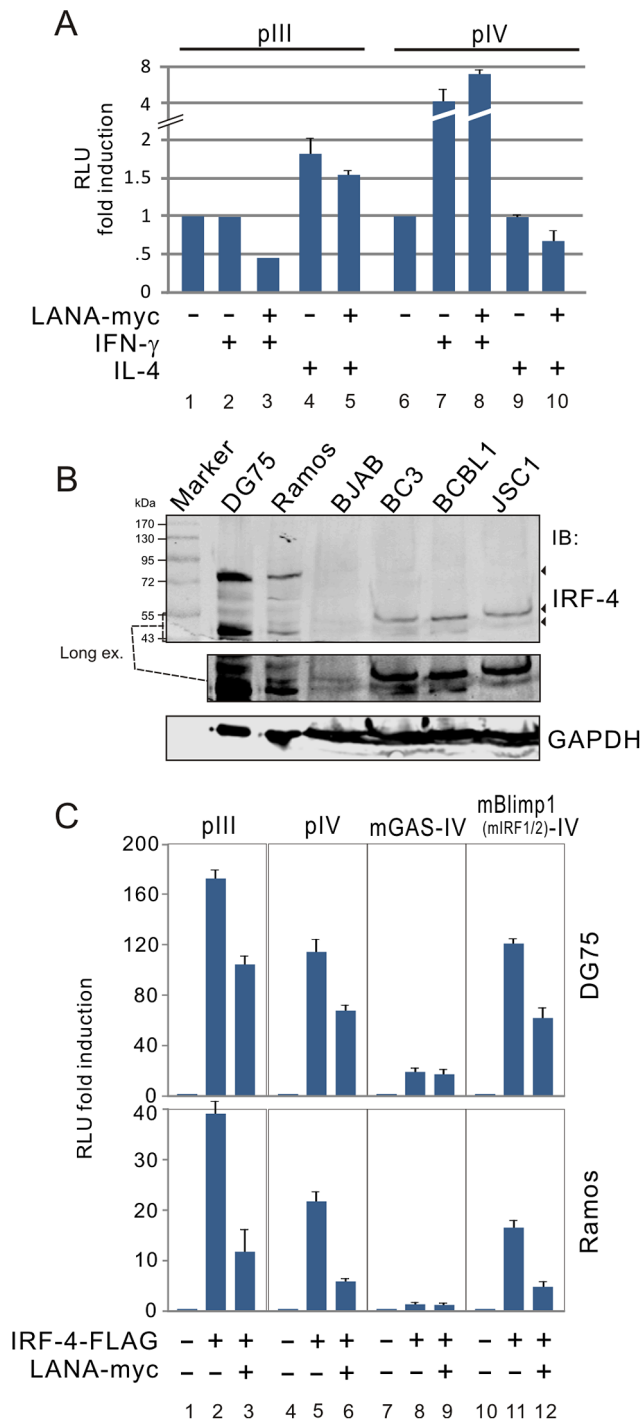 A
pIII pIV
8
4
2
1.5
1
.5
0
RLU
fold induction
LANA-myc − − + − + − − + − +
IFN-γ + + + +
IL-4 + + + +
1 2 3 4 5 6 7 8 9 10
B
Marker DG75 Ramos BJAB BC3 BCBL1 JSC1
kDa
170
130
95
72
55
43
IB:
IRF-4
Long ex.
GAPDH
C
pIII pIV mGAS-IV mBlimp1
(mIRF1/2)-IV
200
160
120
80
40
0
DG75
RLU fold induction
40
30
20
10
0
Ramos
IRF-4-FLAG − + + − + + − + + − + +
LANA-myc − − + − − + − − + − − +
1 2 3 4 5 6 7 8 9 10 11 12